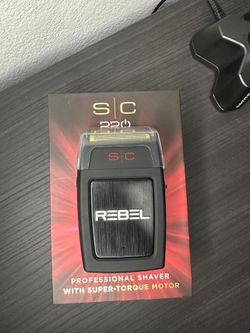 S|C
PRO
S|C
REBEL
PROFESSIONAL SHAVER
WITH SUPER-TORQUE MOTOR